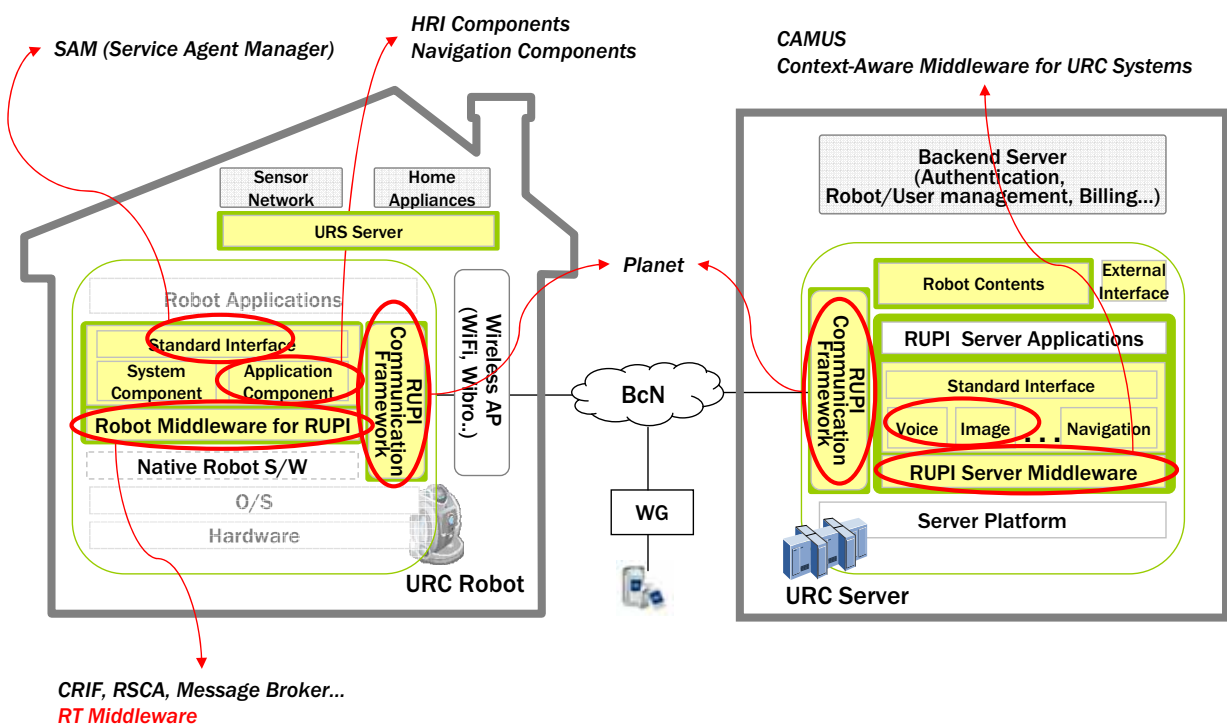 HRI Components
Navigation Components
SAM (Service Agent Manager)
CAMUS
Context-Aware Middleware for URC Systems
Sensor
Network
Home
Appliances
URS Server
Robot Applications
Standard Interface
System
Component
Application
Component
Robot Middleware for RUPI
RUPI
Communication
Framework
Native Robot S/W
O/S
Hardware
URC Robot
Wireless AP
(WiFi, Wibro..)
Planet
BcN
WG
Backend Server
(Authentication,
Robot/User management, Billing...)
Robot Contents
External
Interface
RUPI
Communication
Framework
RUPI Server Applications
Standard Interface
Voice
Image
...
Navigation
RUPI Server Middleware
Server Platform
URC Server
CRIF, RSCA, Message Broker...
RT Middleware